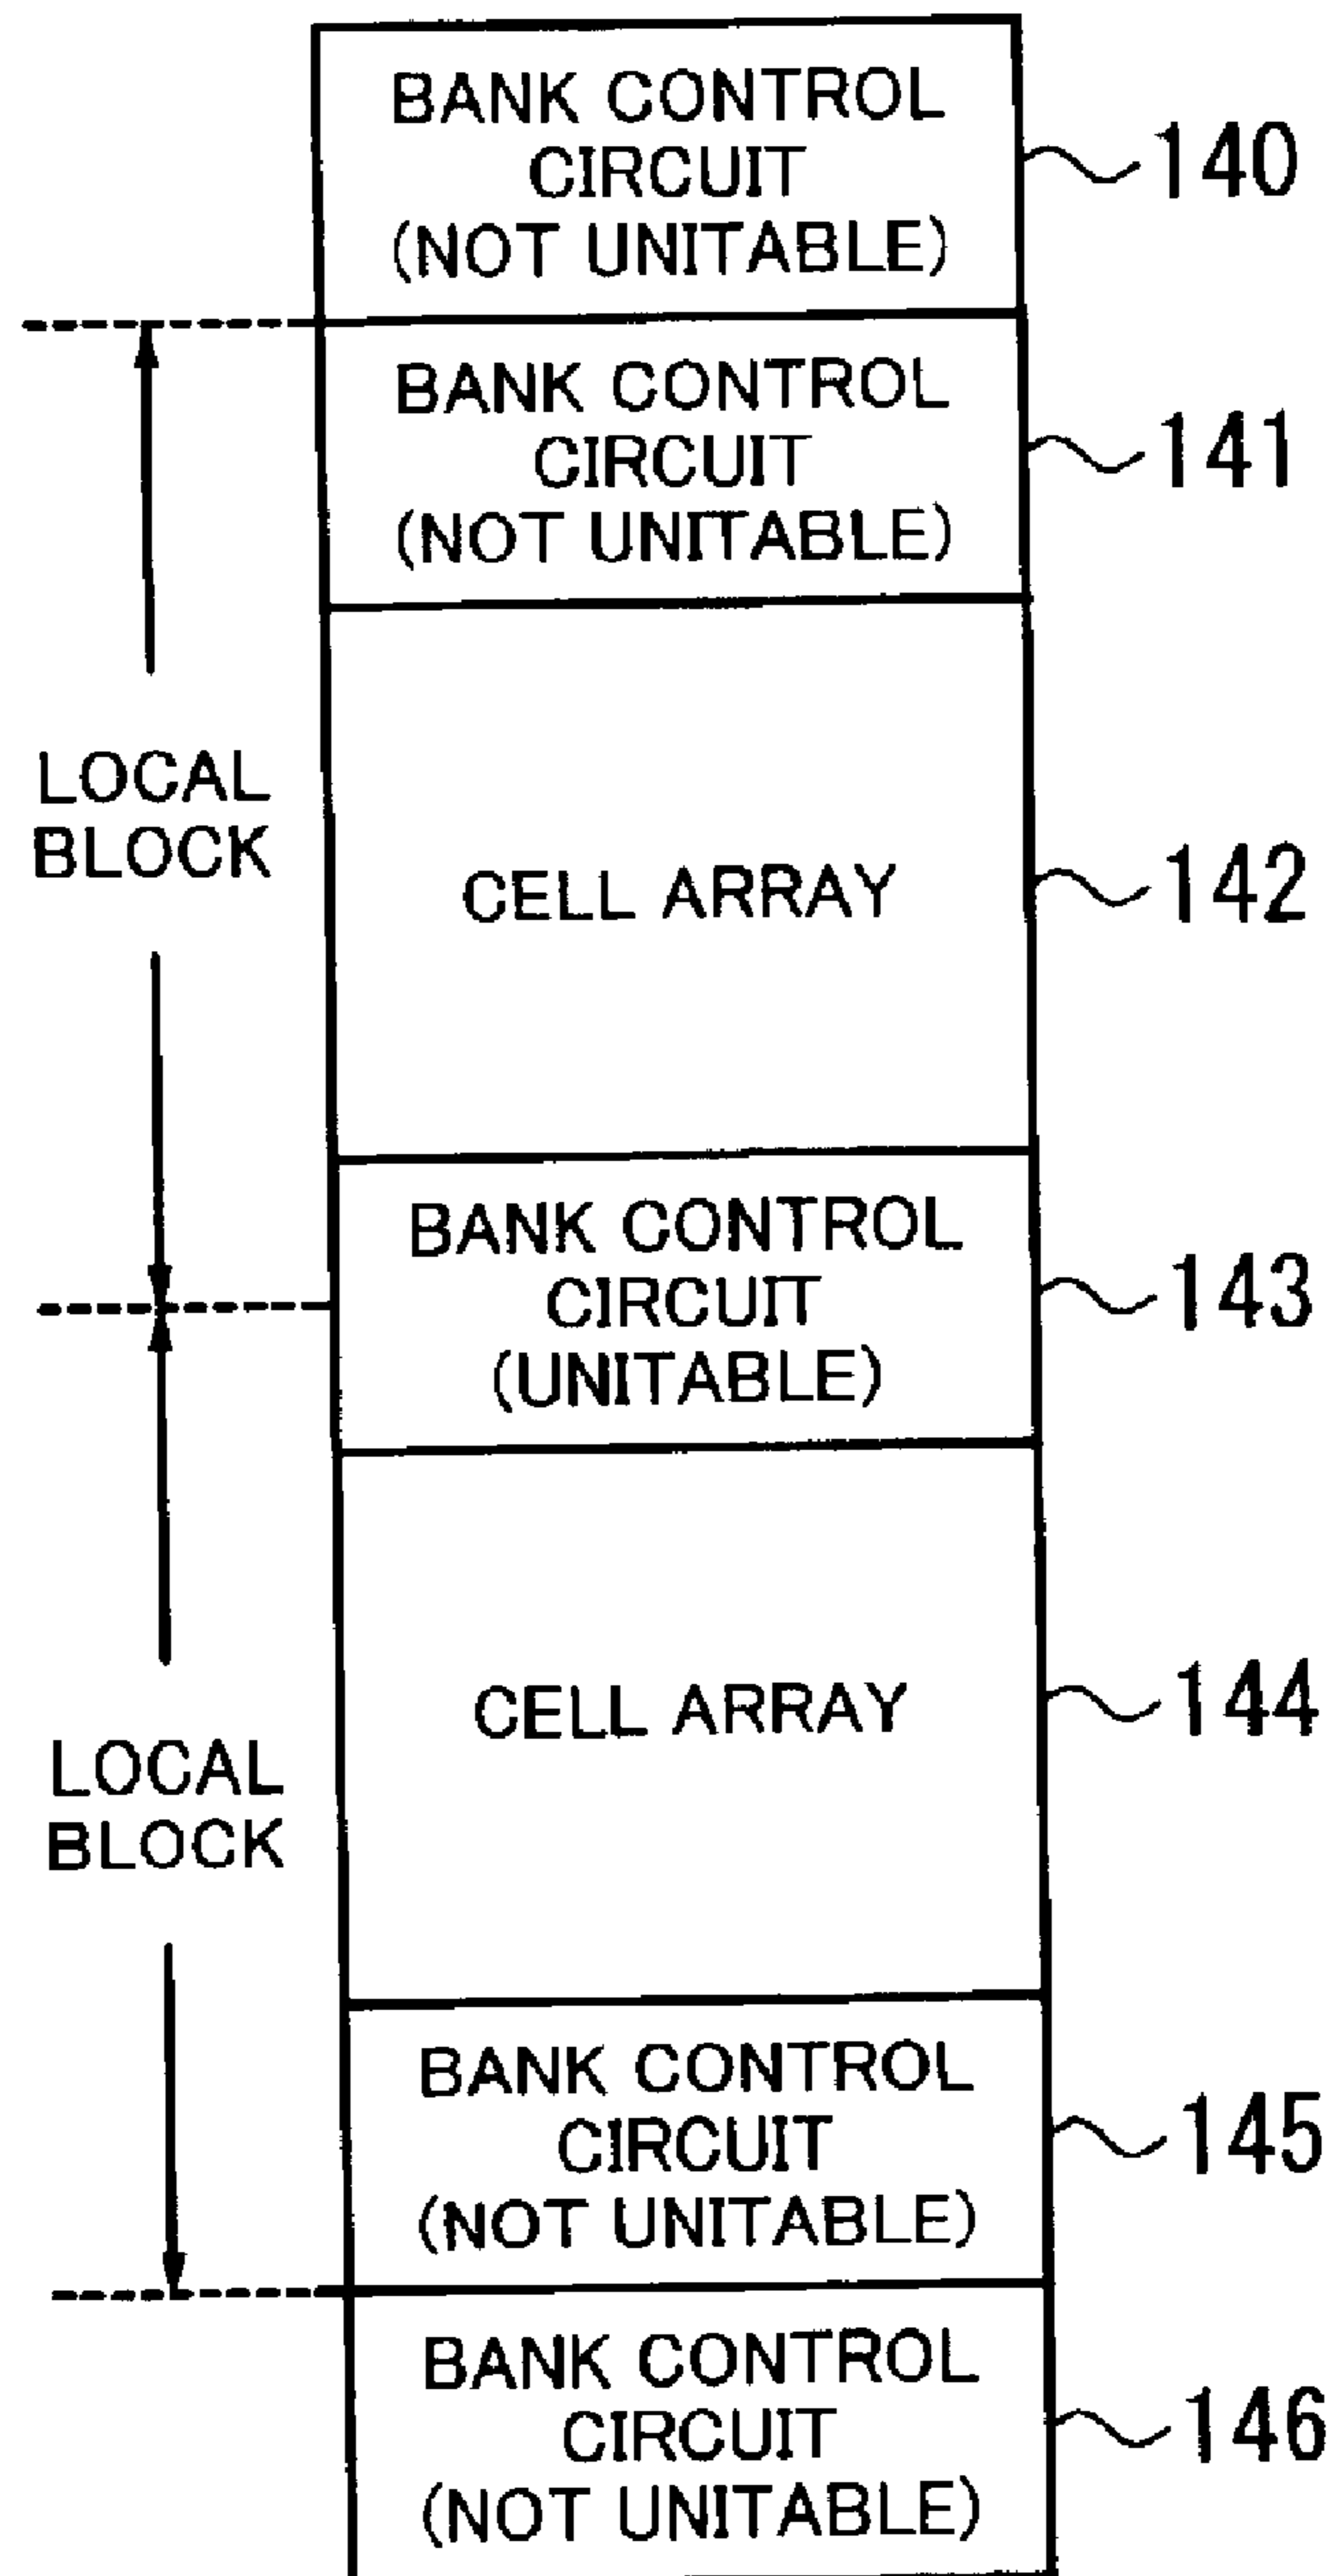 BANK CONTROL
CIRCUIT
(NOT UNITABLE)
140
BANK CONTROL
CIRCUIT
(NOT UNITABLE)
141
LOCAL
BLOCK
CELL ARRAY
142
BANK CONTROL
CIRCUIT
(UNITABLE)
143
CELL ARRAY
144
LOCAL
BLOCK
BANK CONTROL
CIRCUIT
(NOT UNITABLE)
145
BANK CONTROL
CIRCUIT
(NOT UNITABLE)
146